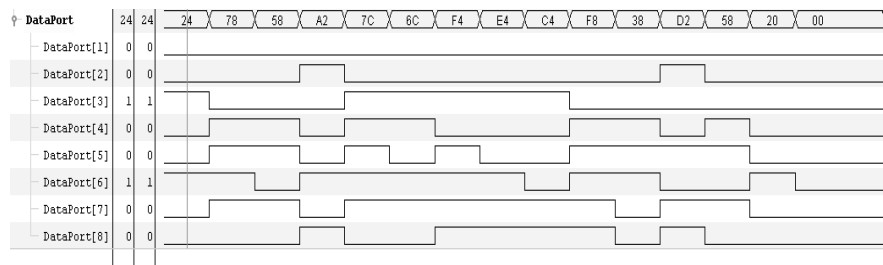 DataPort 24 24 24 78 58 A2 7C 6C F4 E4 C4 F8 38 D2 58 20 00
DataPort[1] 0 0
DataPort[2] 0 0
DataPort[3] 1 1
DataPort[4] 0 0
DataPort[5] 0 0
DataPort[6] 1 1
DataPort[7] 0 0
DataPort[8] 0 0